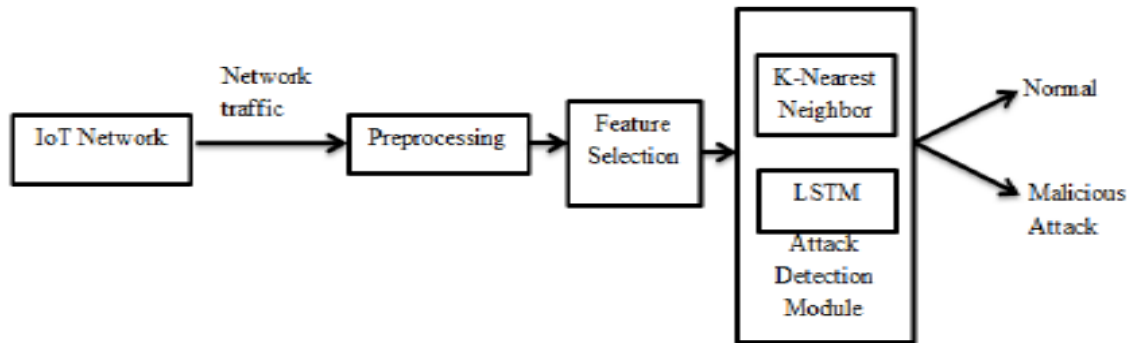 IoT Network
Network
traffic
Preprocessing
Feature
Selection
K-Nearest
Neighbor
LSTM
Attack
Detection
Module
Normal
Malicious
Attack